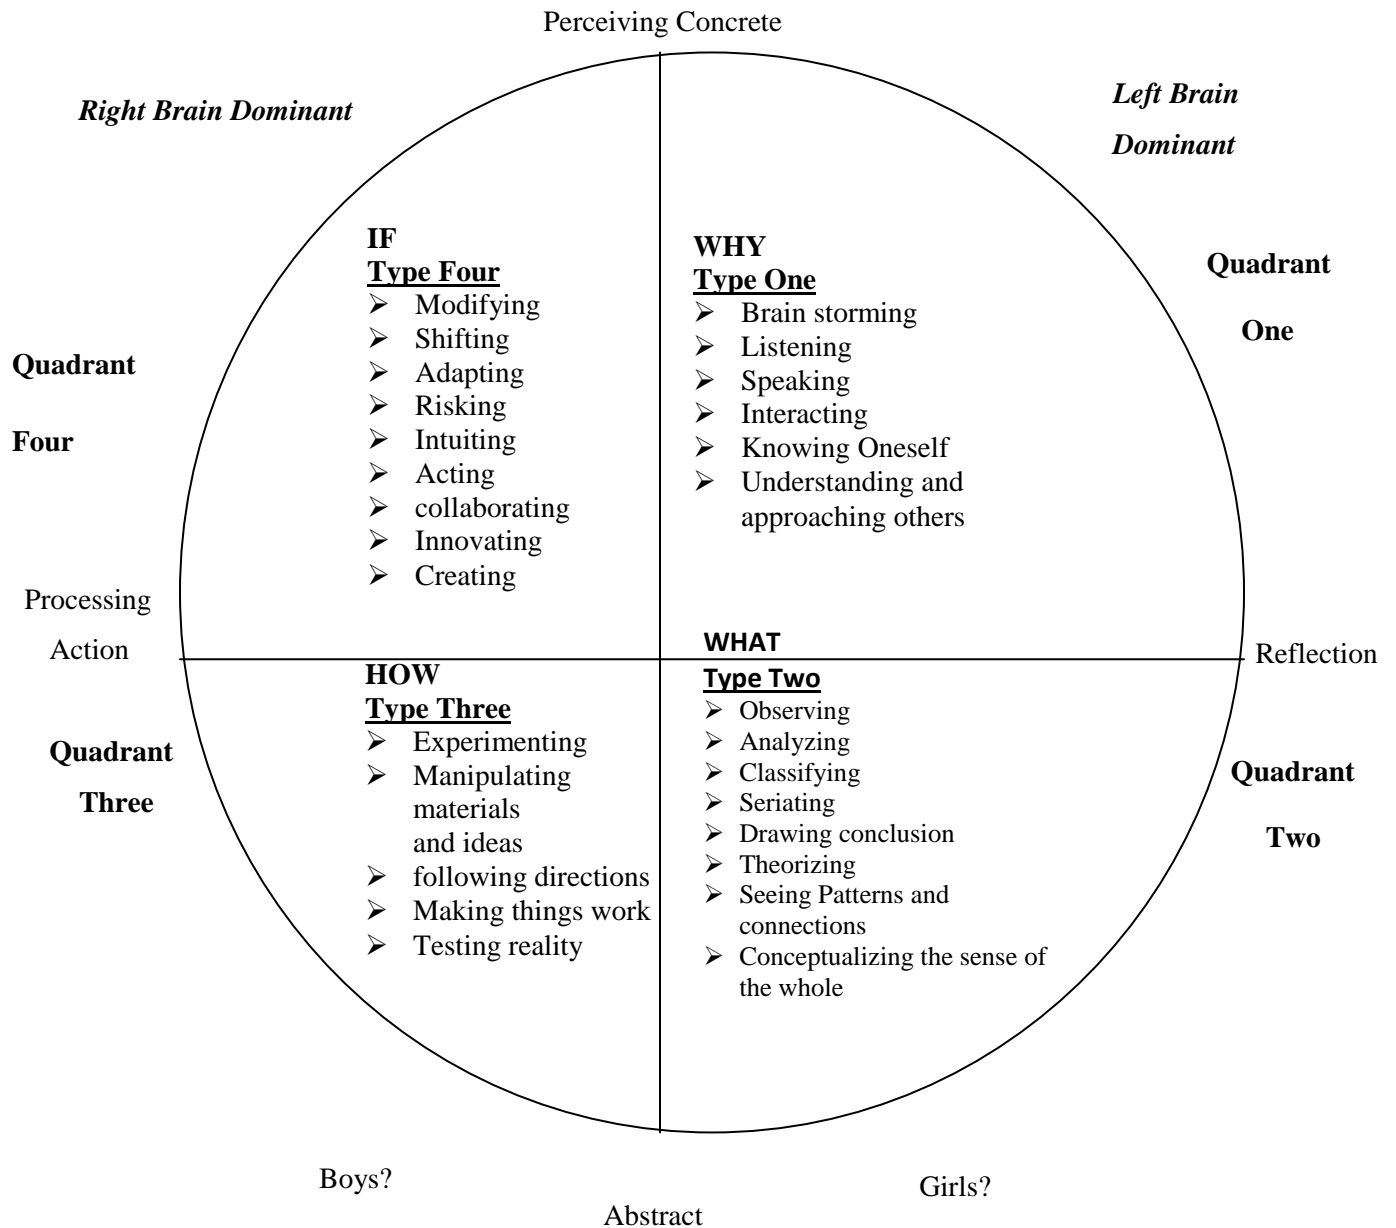 Perceiving Concrete
Right Brain Dominant
Left Brain
Dominant
Quadrant
Four
IF
Type Four
➢ Modifying
➢ Shifting
➢ Adapting
➢ Risking
➢ Intuiting
➢ Acting
➢ collaborating
➢ Innovating
➢ Creating
WHY
Type One
➢ Brain storming
➢ Listening
➢ Speaking
➢ Interacting
➢ Knowing Oneself
➢ Understanding and
approaching others
Quadrant
One
Processing
Action
Reflection
Quadrant
Three
HOW
Type Three
➢ Experimenting
➢ Manipulating
materials
and ideas
➢ following directions
➢ Making things work
➢ Testing reality
WHAT
Type Two
➢ Observing
➢ Analyzing
➢ Classifying
➢ Seriating
➢ Drawing conclusion
➢ Theorizing
➢ Seeing Patterns and
connections
➢ Conceptualizing the sense of
the whole
Quadrant
Two
Boys?
Girls?
Abstract